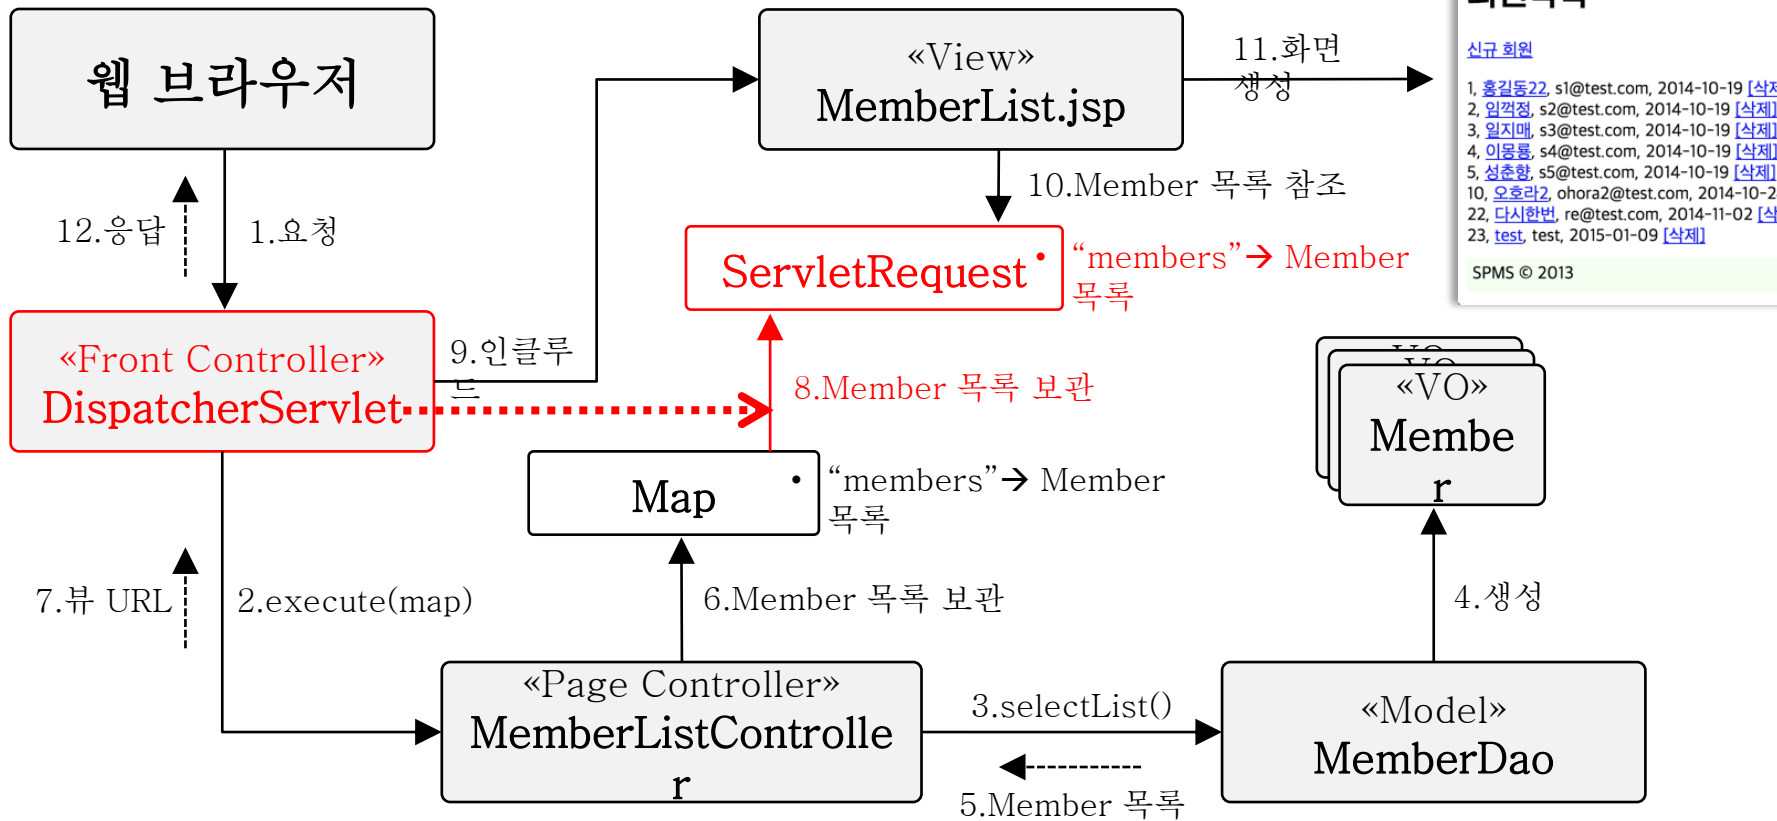 웹 브라우저
«View»
MemberList.jsp
11.화면
생성
신규 회원
1, 홍길동22, s1@test.com, 2014-10-19
2, 임꺽정, s2@test.com, 2014-10-19 [삭제]
3, 일지매, s3@test.com, 2014-10-19 [삭제]
4, 이몽룡, s4@test.com, 2014-10-19 [삭제]
5, 성춘향, s5@test.com, 2014-10-19 [삭제]
10, 오호라2, ohora2@test.com,
22, 다시한번, re@test.com, 2014-11-02
23, test, test, 2015-01-09 [삭제]
SPMS © 2013
12.응답
1.요청
10.Member 목록 참조
ServletRequest
• “members”→ Member
목록
«Front Controller»
DispatcherServlet
9.인클루
드
8.Member 목록 보관
Map
• “members”→ Member
목록
«VO»
Membe
r
7.뷰 URL
2.execute(map)
6.Member 목록 보관
4.생성
«Page Controller»
MemberListControlle
r
3.selectList()
5.Member 목록
«Model»
MemberDao